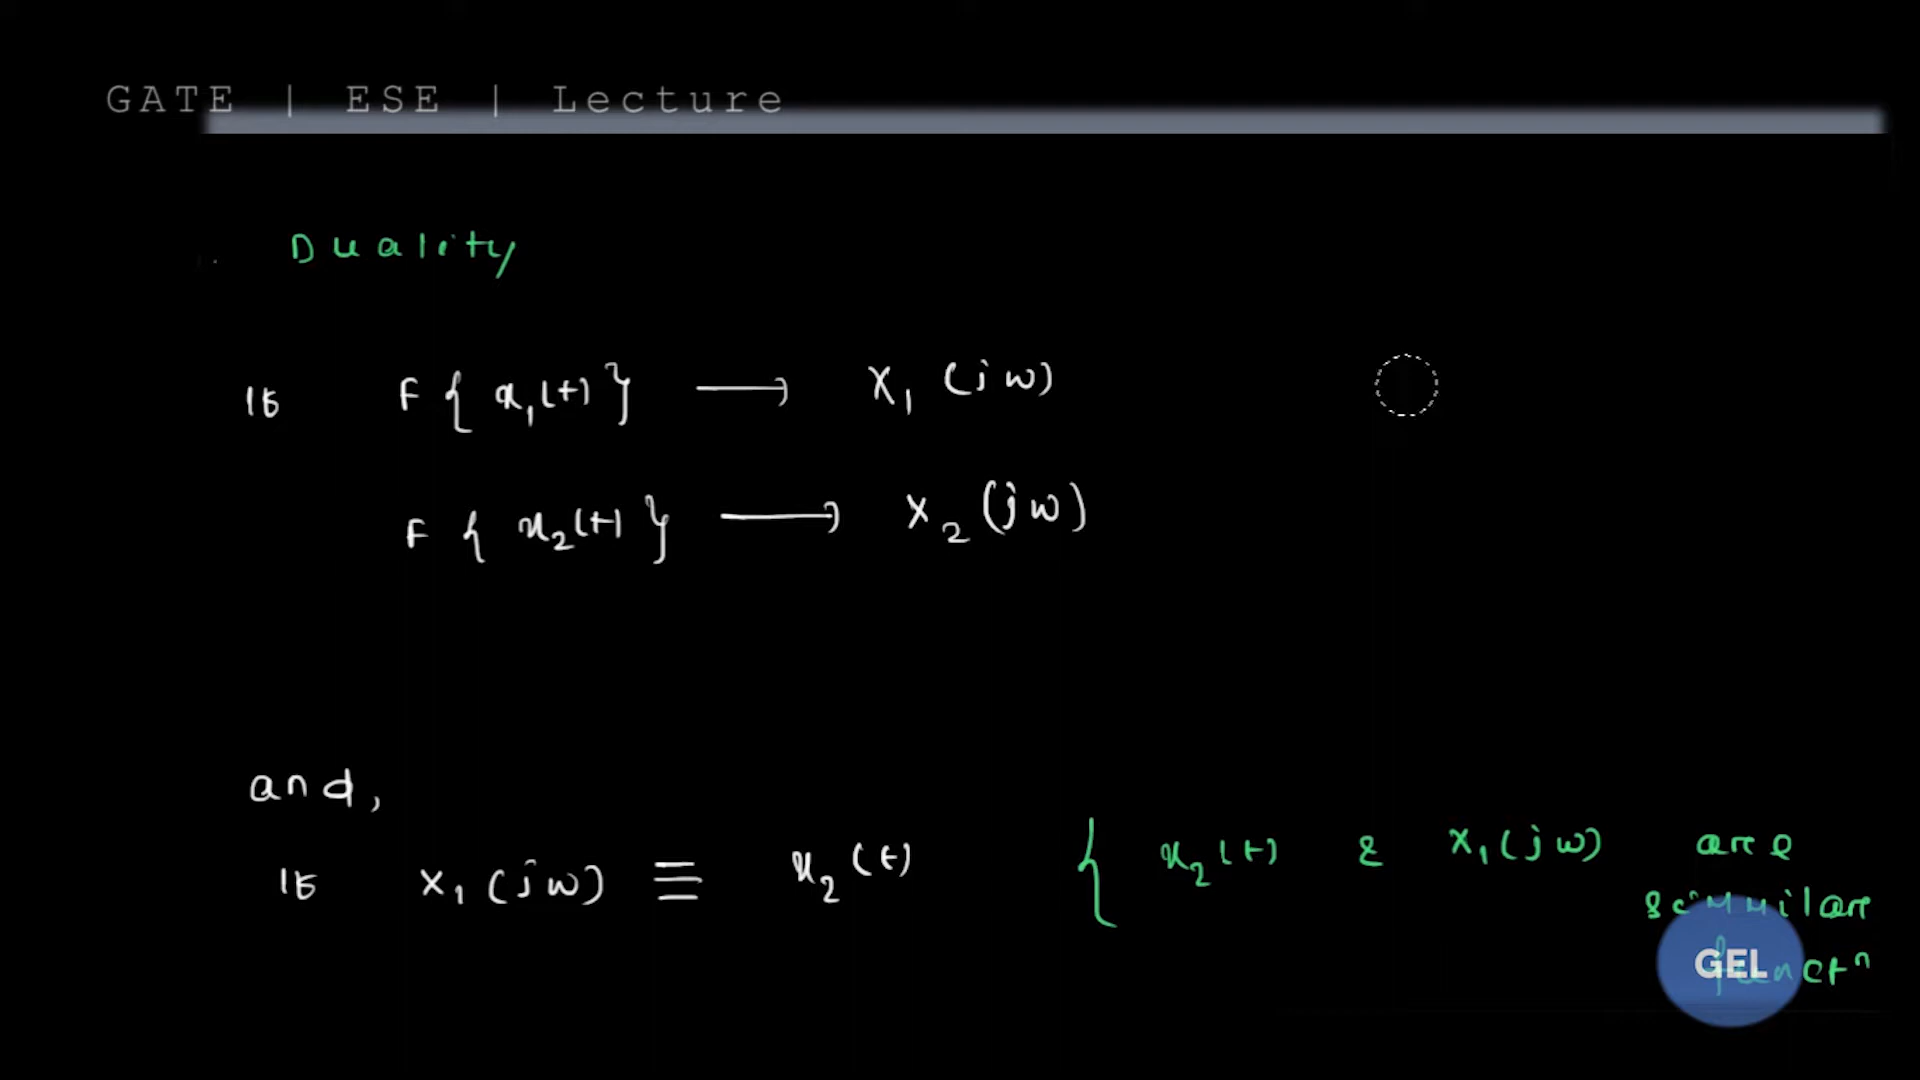 GATE | ESE | Lecture
Duality
If F{x₁(t)} ⟶ X₁(jω)
F{x₂(t)} ⟶ X₂(jω)
and,
If X₁(jω) ≡ x₂(t) { x₂(t) & X₁(jω) are
similar
functⁿ
GEL